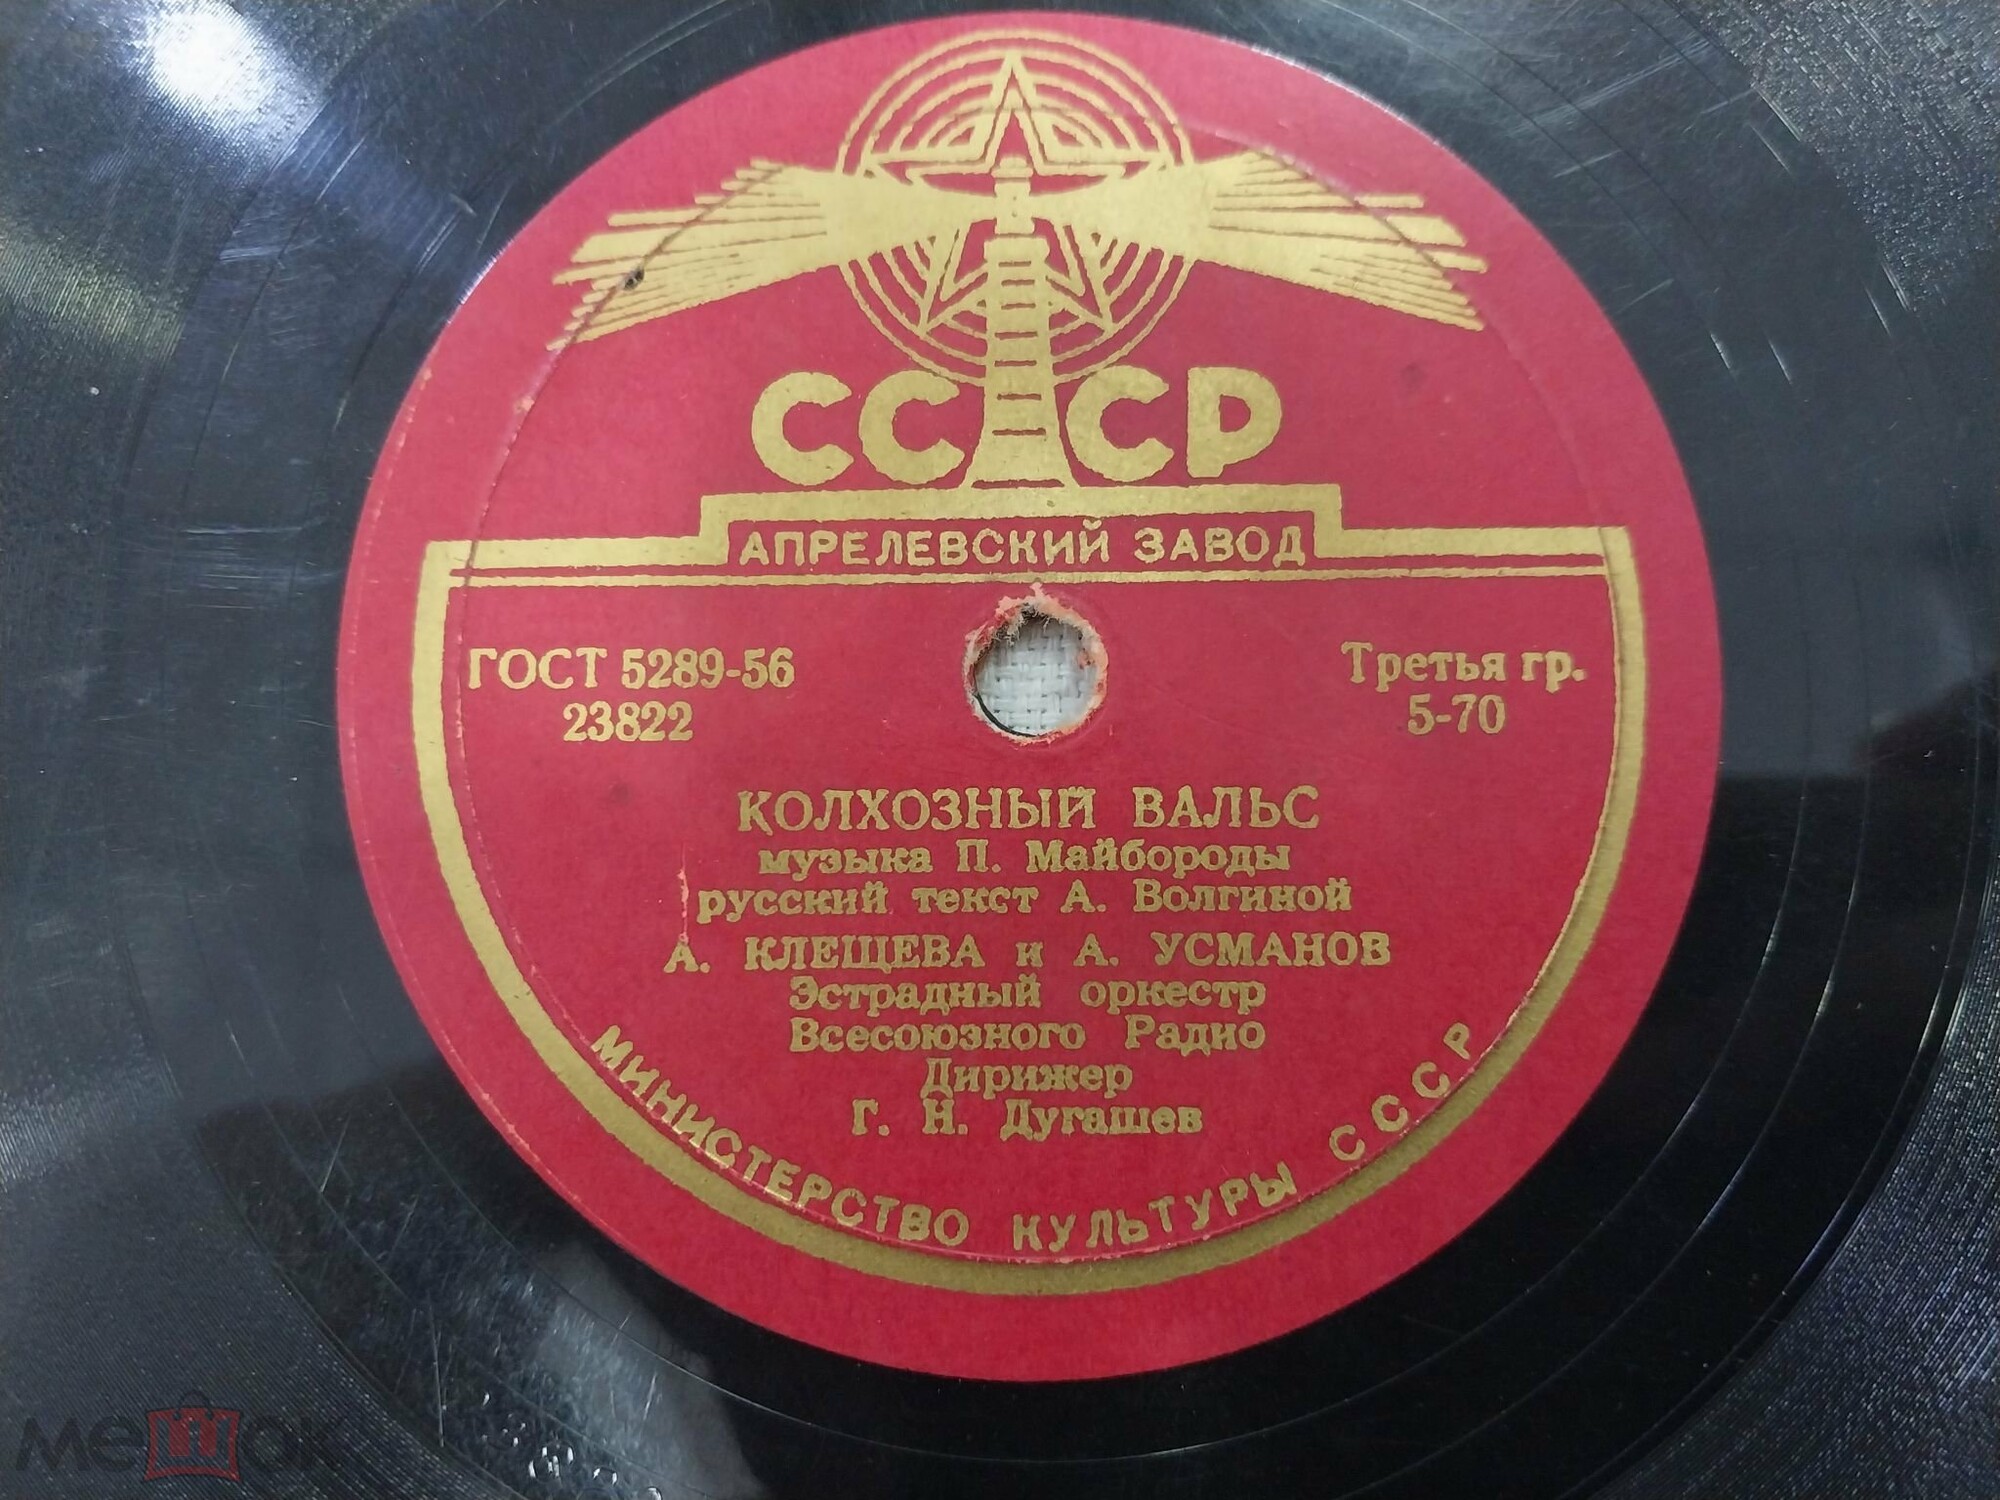 СССР
АПРЕЛЕВСКИЙ ЗАВОД
ГОСТ 5289-56
23822
Третья гр.
5-70
КОЛХОЗНЫЙ ВАЛЬС
музыка П. Майбороды
русский текст А. Волгиной
А. КЛЕЩЕВА и А. УСМАНОВ
Эстрадный оркестр
Всесоюзного Радио
Дирижер
Г. Н. Дугашев
МИНИСТЕРСТВО КУЛЬТУРЫ СССР
мешок